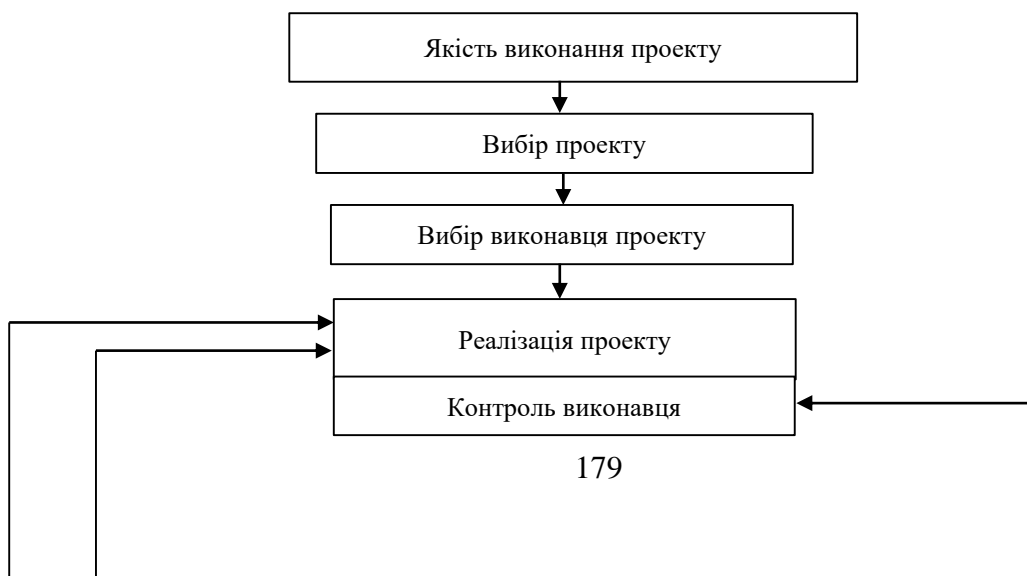 Якість виконання проекту
Вибір проекту
Вибір виконавця проекту
Реалізація проекту
Контроль виконавця
179